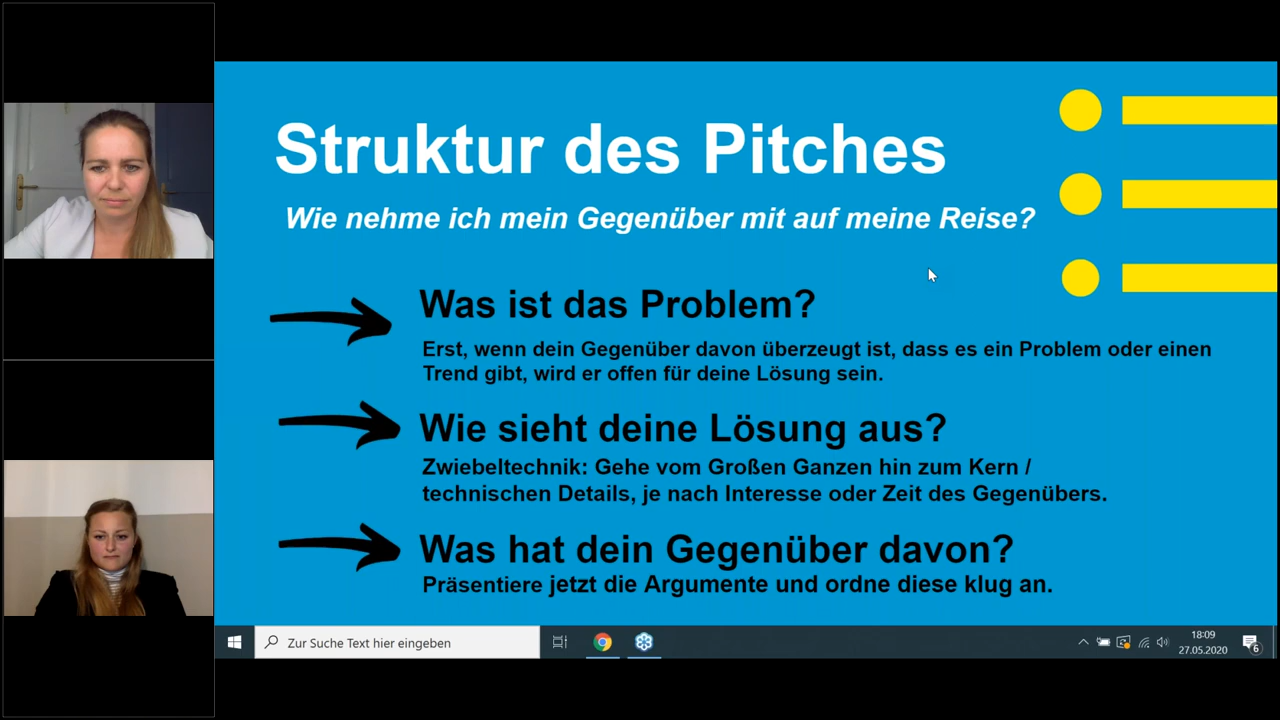 Struktur des Pitches
Wie nehme ich mein Gegenüber mit auf meine Reise?
Was ist das Problem?
Erst, wenn dein Gegenüber davon überzeugt ist, dass es ein Problem oder einen
Trend gibt, wird er offen für deine Lösung sein.
Wie sieht deine Lösung aus?
Zwiebeltechnik: Gehe vom Großen Ganzen hin zum Kern /
technischen Details, je nach Interesse oder Zeit des Gegenübers.
Was hat dein Gegenüber davon?
Präsentiere jetzt die Argumente und ordne diese klug an.
Zur Suche Text hier eingeben
18:09
27.05.2020
6